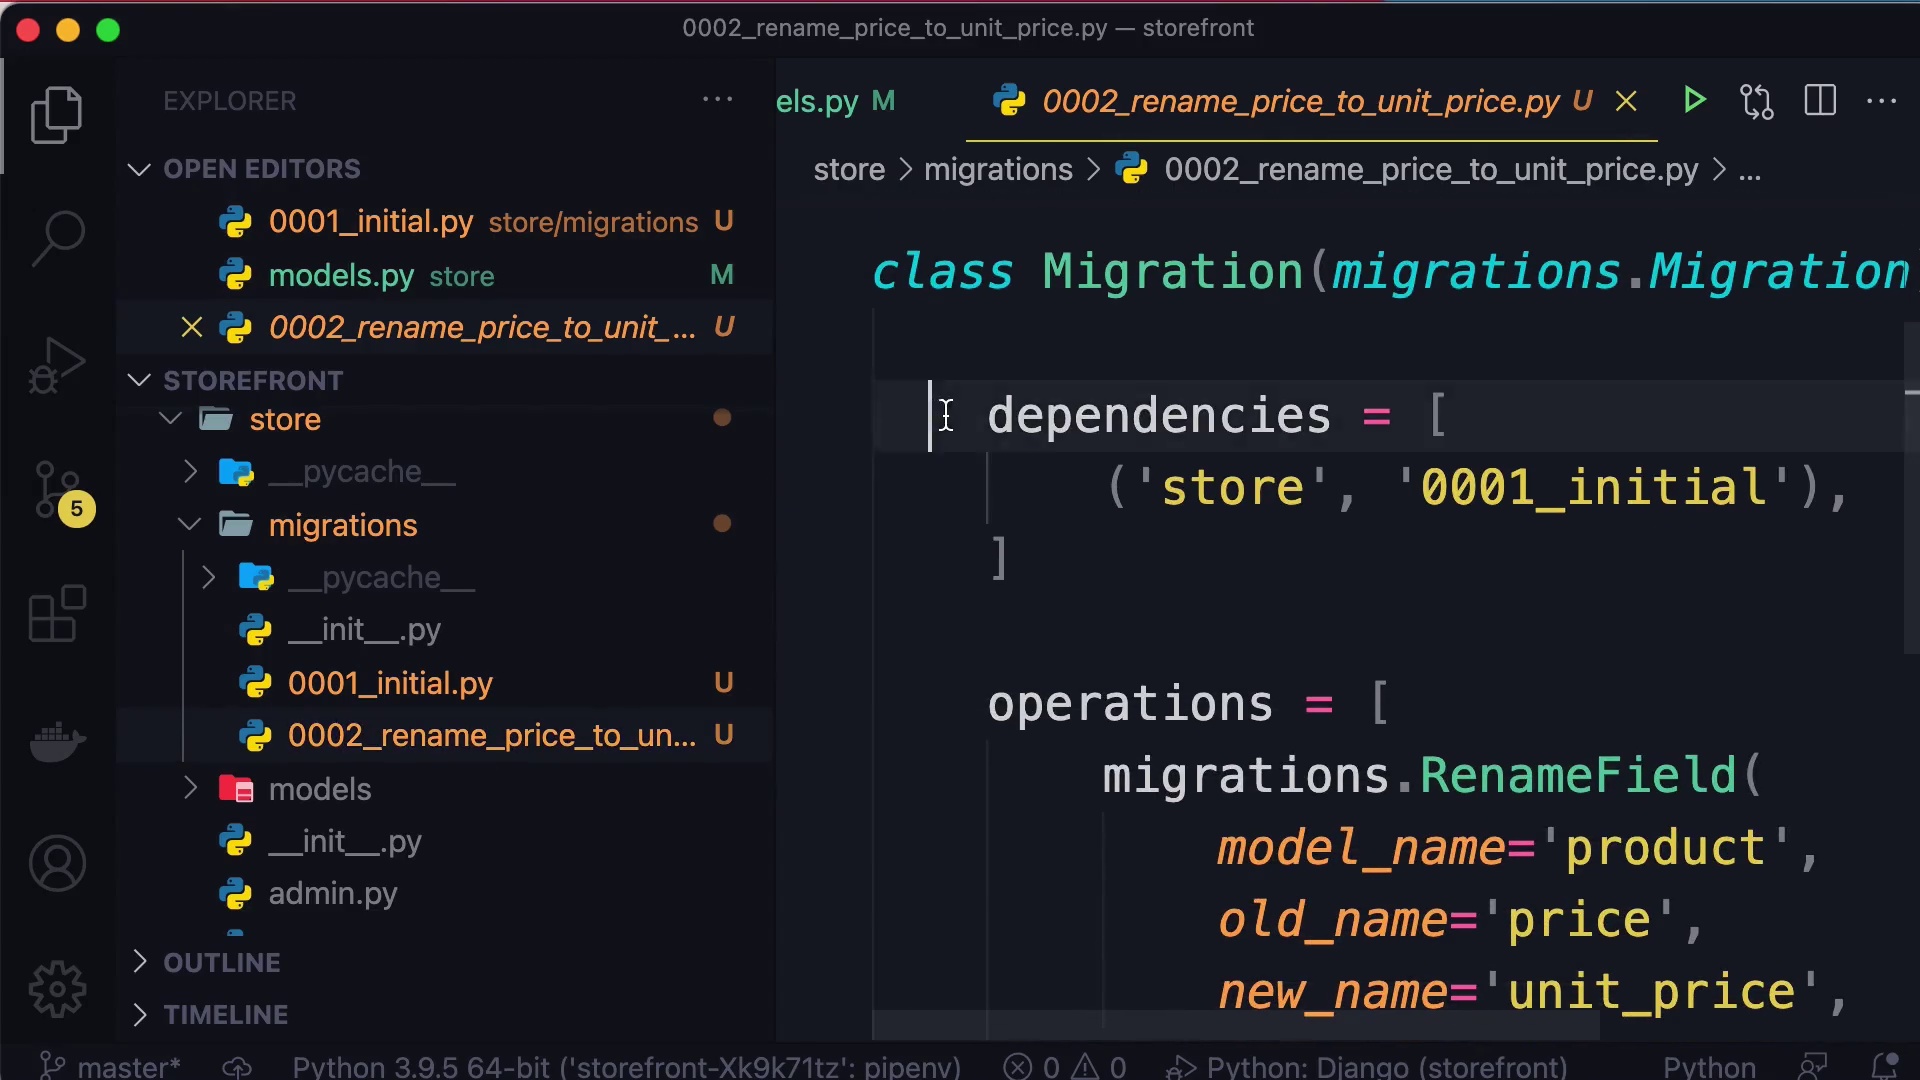 0002_rename_price_to_unit_price.py — storefront
EXPLORER
OPEN EDITORS
0001_initial.py store/migrations U
models.py store M
0002_rename_price_to_unit_... U
STOREFRONT
store
__pycache__
migrations
__pycache__
__init__.py
0001_initial.py U
0002_rename_price_to_un... U
models
__init__.py
admin.py
OUTLINE
TIMELINE
5
els.py M
0002_rename_price_to_unit_price.py U
store > migrations > 0002_rename_price_to_unit_price.py > ...
class Migration(migrations.Migration
dependencies = [
('store', '0001_initial'),
]
operations = [
migrations.RenameField(
model_name='product',
old_name='price',
new_name='unit_price',
master* Python 3.9.5 64-bit ('storefront-Xk9k71tz': pipenv) 0 0 Python: Django (storefront) Python